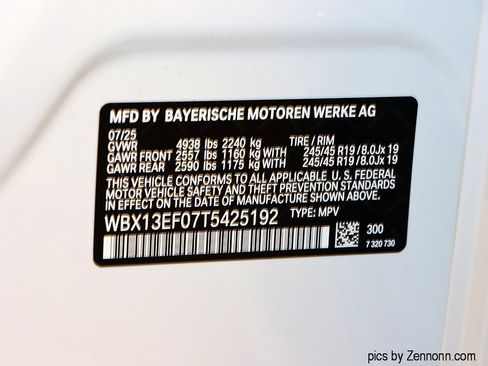 MFD BY BAYERISCHE MOTOREN WERKE AG
07/25
GVWR 4938 lbs 2240 kg TIRE / RIM
GAWR FRONT 2557 lbs 1160 kg WITH 245/45 R19 /8.0Jx 19
GAWR REAR 2590 lbs 1175 kg WITH 245/45 R19 /8.0Jx 19
THIS VEHICLE CONFORMS TO ALL APPLICABLE U. S. FEDERAL
MOTOR VEHICLE SAFETY AND THEFT PREVENTION STANDARDS
IN EFFECT ON THE DATE OF MANUFACTURE SHOWN ABOVE.
WBX13EF07T5425192 TYPE: MPV
300
7 320 730
pics by Zennonn.com